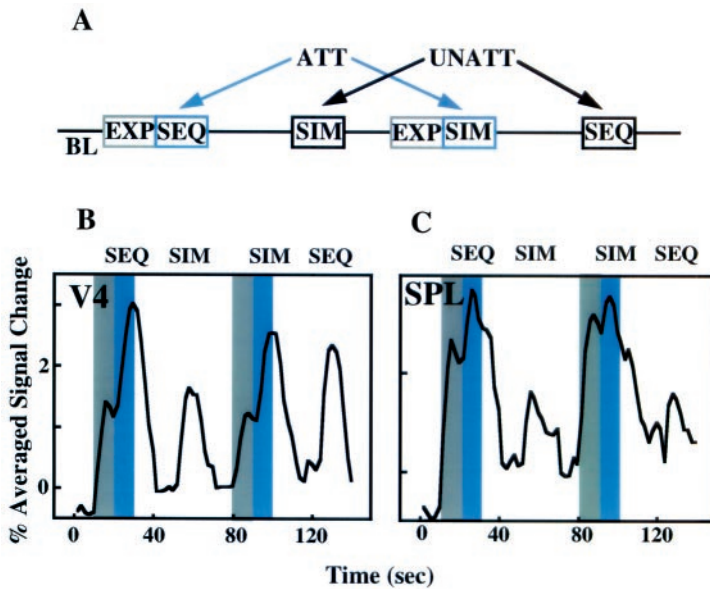 A
ATT UNATT
BL EXP SEQ SIM EXP SIM SEQ
B C
SEQ SIM SIM SEQ SEQ SIM SIM SEQ
V4 SPL
% Averaged Signal Change
2
1
0
0 40 80 120 0 40 80 120
Time (sec)